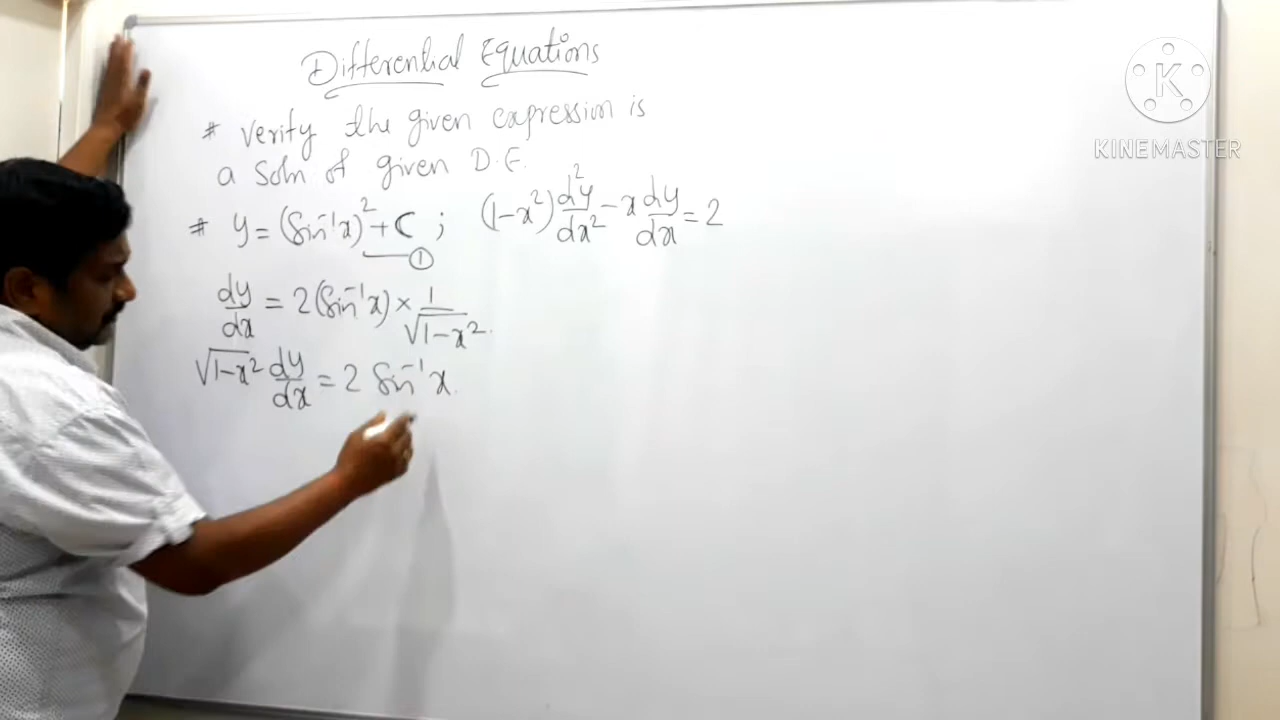 Differential Equations
# Verify the given expression is
a Soln of given D.E.
# y = (Sin⁻¹x)² + C ; (1-x²) d²y/dx² - x dy/dx = 2
①
dy/dx = 2(Sin⁻¹x) × 1/√(1-x²).
√(1-x²) dy/dx = 2 Sin⁻¹x.
K
KINEMASTER